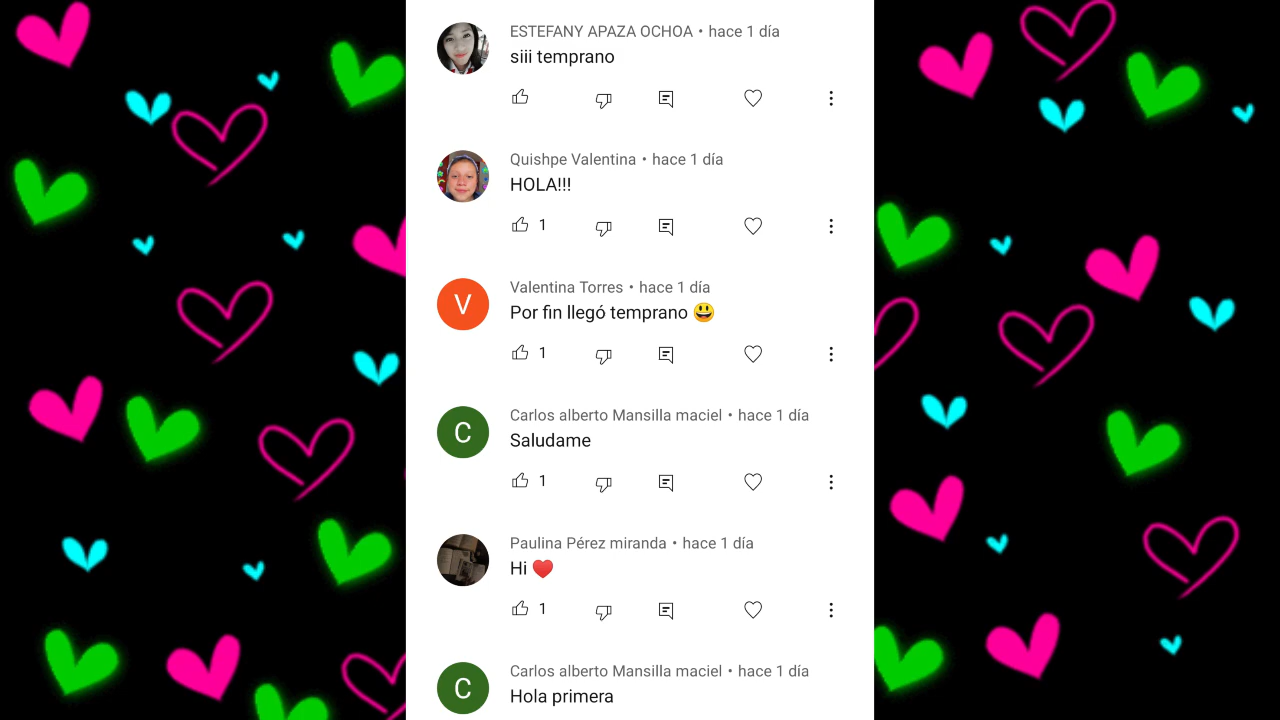 ESTEFANY APAZA OCHOA • hace 1 día
siii temprano
Quishpe Valentina • hace 1 día
HOLA!!!
1
V
Valentina Torres • hace 1 día
Por fin llegó temprano 😃
1
C
Carlos alberto Mansilla maciel • hace 1 día
Saludame
1
Paulina Pérez miranda • hace 1 día
Hi ♥️
1
C
Carlos alberto Mansilla maciel • hace 1 día
Hola primera